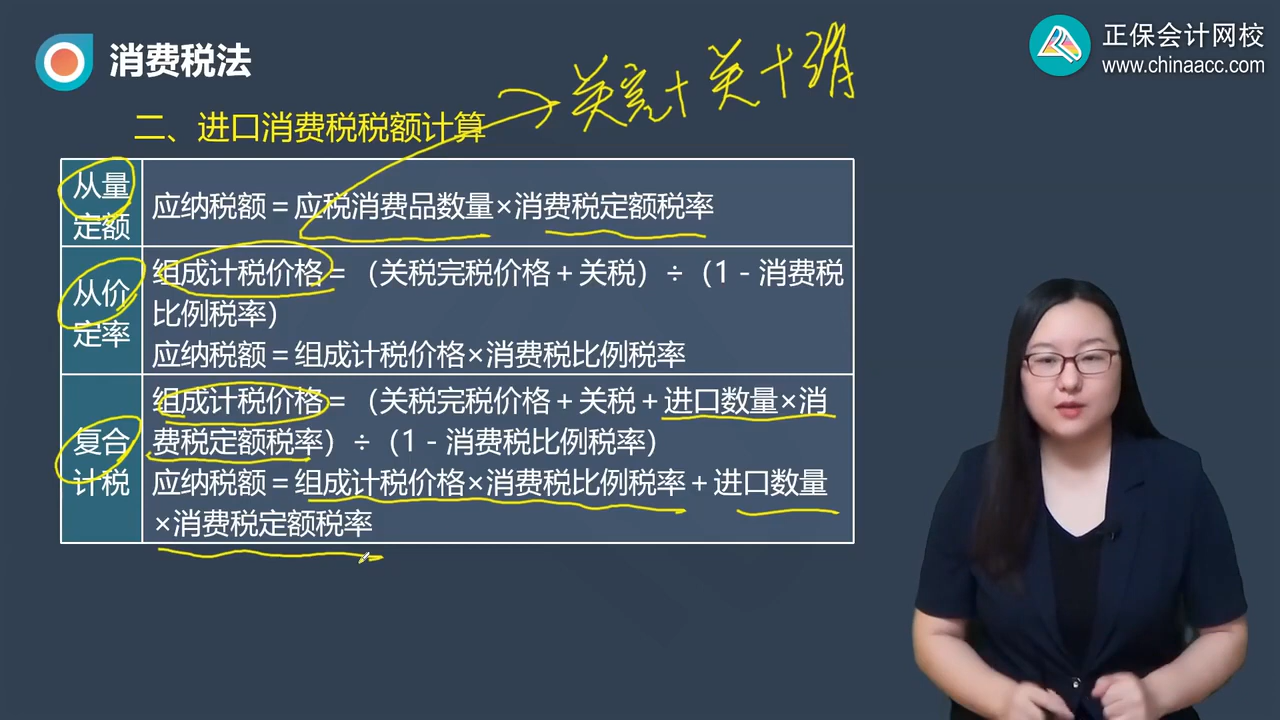 消费税法
正保会计网校
www.chinaacc.com
关完+关+消
二、进口消费税税额计算
从量
定额
应纳税额=应税消费品数量×消费税定额税率
从价
定率
组成计税价格=（关税完税价格+关税）÷（1-消费税
比例税率）
应纳税额=组成计税价格×消费税比例税率
复合
计税
组成计税价格=（关税完税价格+关税+进口数量×消
费税定额税率）÷（1-消费税比例税率）
应纳税额=组成计税价格×消费税比例税率+进口数量
×消费税定额税率